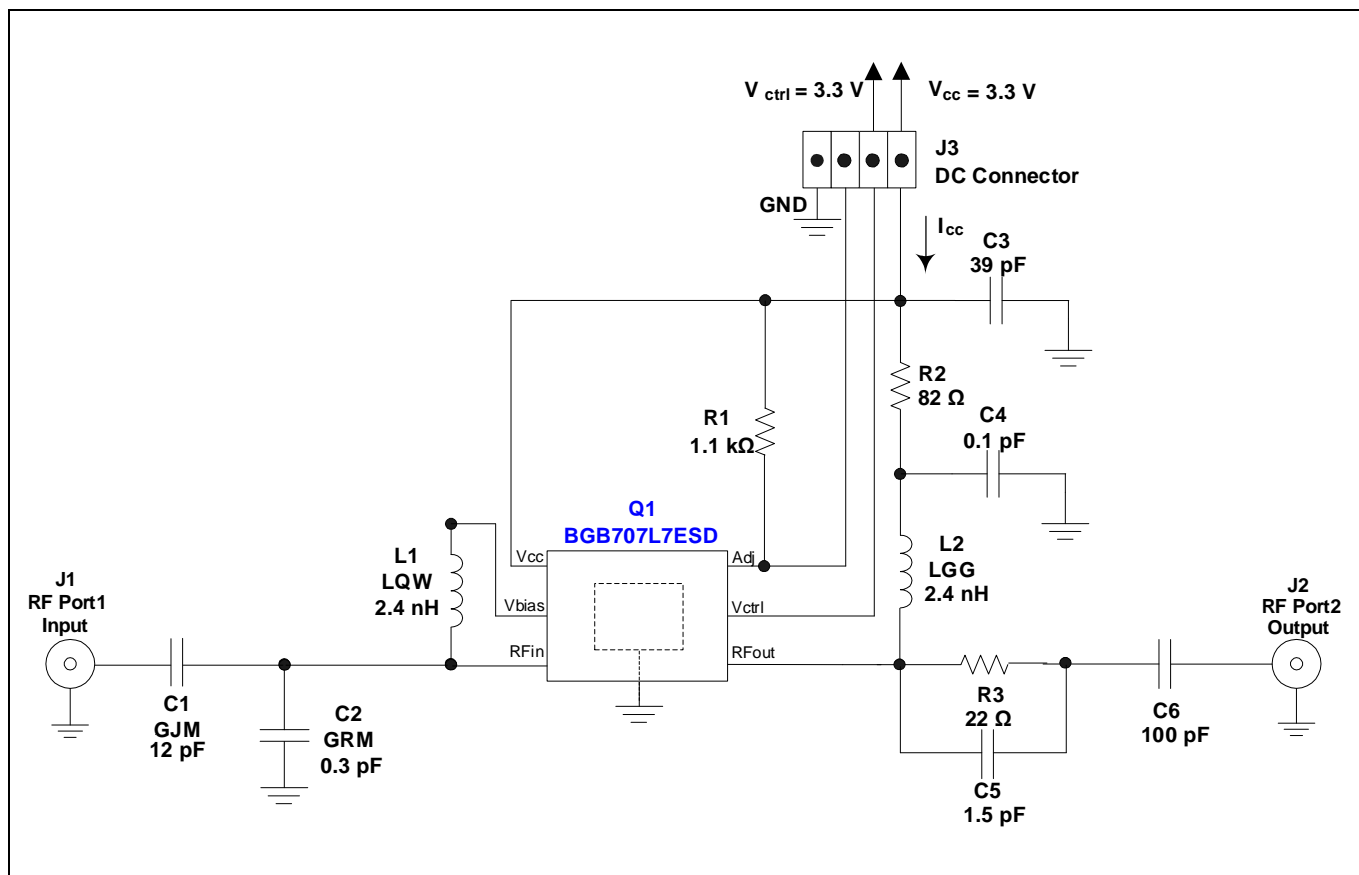 V ctrl = 3.3 V
Vcc = 3.3 V
J3
DC Connector
GND
Icc
C3
39 pF
R2
82 Ω
C4
0.1 pF
R1
1.1 kΩ
Q1
BGB707L7ESD
L1
LQW
2.4 nH
Vcc
Adj
L2
LGG
2.4 nH
Vbias
Vctrl
J1
RF Port1
Input
RFin
RFout
J2
RF Port2
Output
C1
GJM
12 pF
C2
GRM
0.3 pF
R3
22 Ω
C6
100 pF
C5
1.5 pF